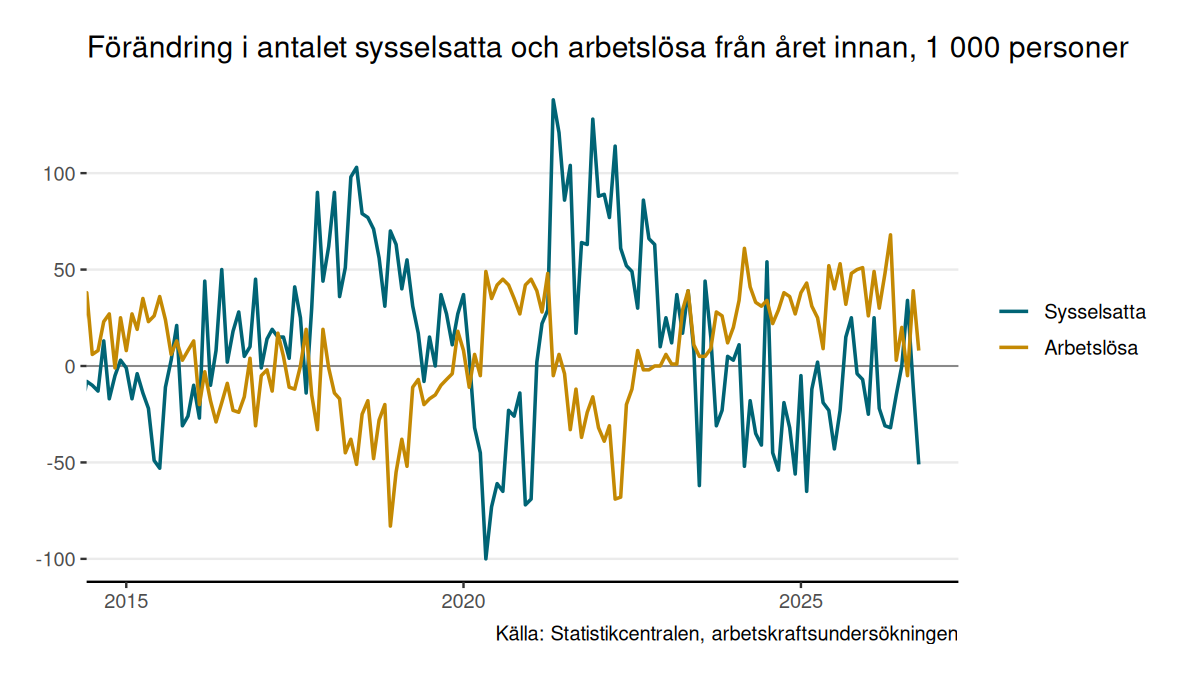 Förändring i antalet sysselsatta och arbetslösa från året innan, 1 000 personer
100
50
0
-50
-100
2015
2020
2025
Sysselsatta
Arbetslösa
Källa: Statistikcentralen, arbetskraftsundersökningen